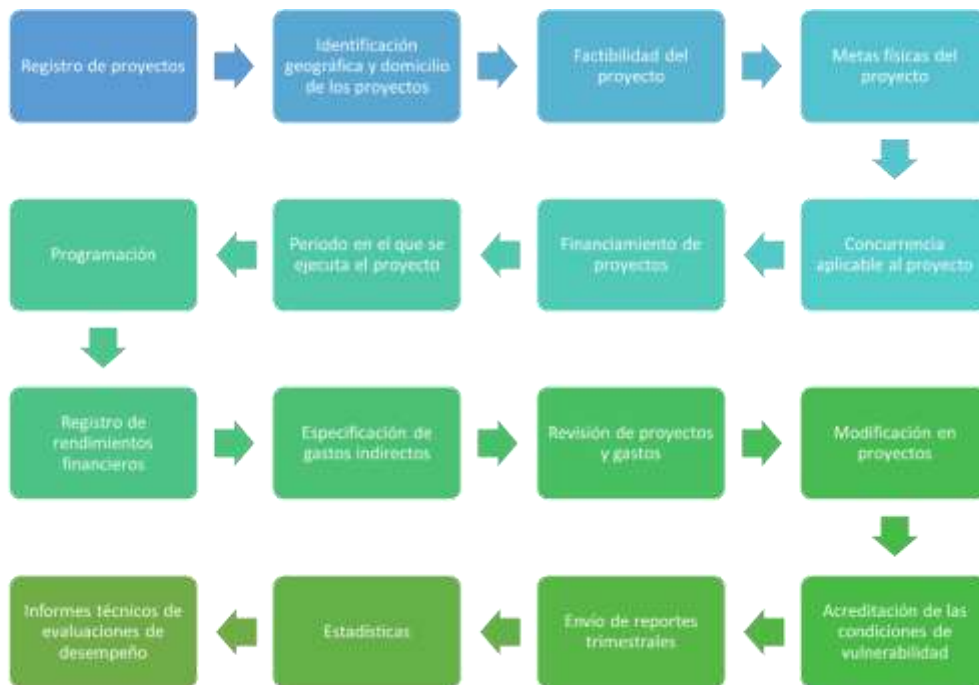 Registro de proyectos
Identificación
geográfica y domicilio
de los proyectos
Factibilidad del
proyecto
Metas físicas del
proyecto
Concurrencia
aplicable al proyecto
Financiamiento de
proyectos
Periodo en el que se
ejecuta el proyecto
Programación
Registro de
rendimientos
financieros
Especificación de
gastos indirectos
Revisión de proyectos
y gastos
Modificación en
proyectos
Acreditación de las
condiciones de
vulnerabilidad
Envío de reportes
trimestrales
Estadísticas
Informes técnicos de
evaluaciones de
desempeño